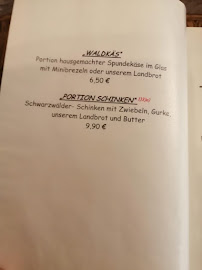 „WALDKÄS"
Portion hausgemachter Spundekäse im Glas
mit Minibrezeln oder unserem Landbrot
6,50 €
„PORTION SCHINKEN"
Schwarzwälder- Schinken mit Zwiebeln, Gurke,
unserem Landbrot und Butter
9,90 €